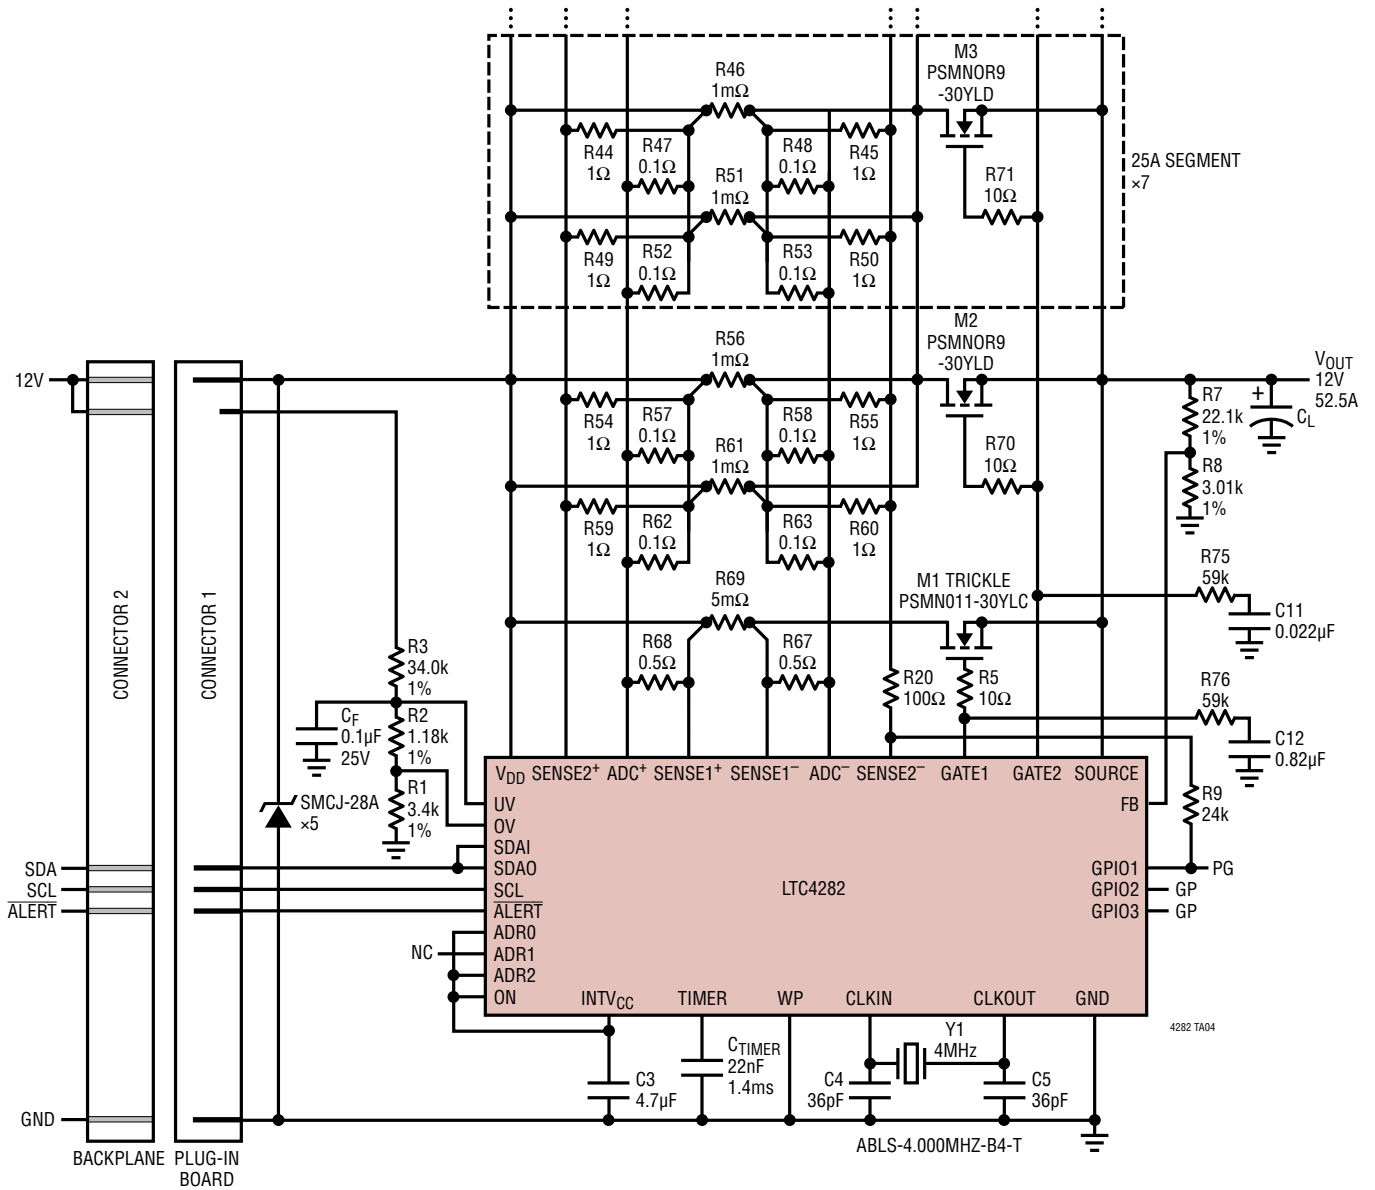 M3
PSMNOR9
-30YLD
R46
1mΩ
R44
1Ω
R47
0.1Ω
R51
1mΩ
R48
0.1Ω
R45
1Ω
R71
10Ω
25A SEGMENT
×7
R49
1Ω
R52
0.1Ω
R53
0.1Ω
R50
1Ω
M2
PSMNOR9
-30YLD
R56
1mΩ
12V
VOUT
12V
52.5A
R54
1Ω
R57
0.1Ω
R61
1mΩ
R58
0.1Ω
R55
1Ω
R70
10Ω
R7
22.1k
1%
+
CL
R8
3.01k
1%
R59
1Ω
R62
0.1Ω
R63
0.1Ω
R60
1Ω
R69
5mΩ
M1 TRICKLE
PSMN011-30YLC
R75
59k
C11
0.022µF
CONNECTOR 2
CONNECTOR 1
R3
34.0k
1%
R68
0.5Ω
R67
0.5Ω
R20
100Ω
R5
10Ω
R76
59k
C12
0.82µF
CF
0.1µF
25V
R2
1.18k
1%
R1
3.4k
1%
SMCJ-28A
×5
VDD SENSE2+ ADC+ SENSE1+ SENSE1– ADC– SENSE2– GATE1 GATE2 SOURCE
UV
OV
SDAI
SDAO
SCL
ALERT
ADR0
ADR1
ADR2
ON
FB
R9
24k
LTC4282
GPIO1
GPIO2
GPIO3
PG
GP
GP
SDA
SCL
ALERT
NC
INTVCC TIMER WP CLKIN CLKOUT GND
4282 TA04
Y1
4MHz
CTIMER
22nF
1.4ms
C3
4.7µF
C4
36pF
C5
36pF
GND
ABLS-4.000MHZ-B4-T
BACKPLANE
PLUG-IN
BOARD